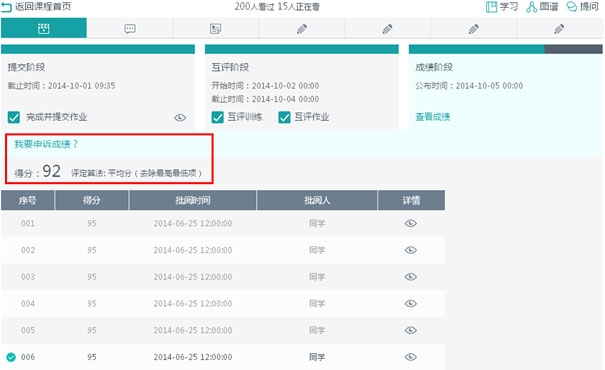 返回课程首页 200人看过 15人正在看 学习 图谱 提问
提交阶段 互评阶段 成绩阶段
截止时间：2014-10-01 09:35 开始时间：2014-10-02 00:00 公布时间：2014-10-05 00:00
截止时间：2014-10-04 00:00
完成并提交作业 互评训练 互评作业 查看成绩
我要申诉成绩？
得分：92 评定算法: 平均分（去除最高最低项）
序号 得分 批阅时间 批阅人 详情
001 95 2014-06-25 12:00:00 同学
002 95 2014-06-25 12:00:00 同学
003 95 2014-06-25 12:00:00 同学
004 95 2014-06-25 12:00:00 同学
005 95 2014-06-25 12:00:00 同学
006 95 2014-06-25 12:00:00 同学